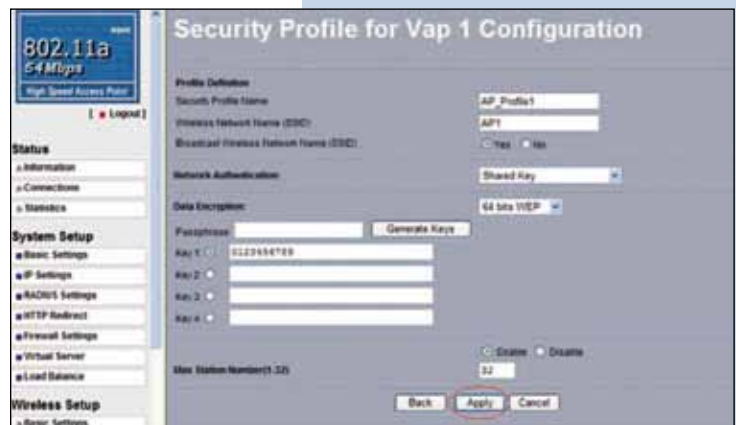 802.11a
54Mbps
High Speed Access Point
[ Logout ]
Status
Information
Connections
Statistics
System Setup
Basic Settings
IP Settings
RADIUS Settings
HTTP Redirect
Firewall Settings
Virtual Server
Load Balance
Wireless Setup
Basic Settings
Security Profile for Vap 1 Configuration
Profile Definition
Security Profile Name AP_Profile1
Wireless Network Name (SSID) AP1
Broadcast Wireless Network Name (SSID) Yes No
Network Authentication Shared Key
Data Encryption 64 bits WEP
Passphrase Generate Keys
Key 1 0123456789
Key 2
Key 3
Key 4
Enable Disable
Max Station Number(1-32) 32
Back Apply Cancel